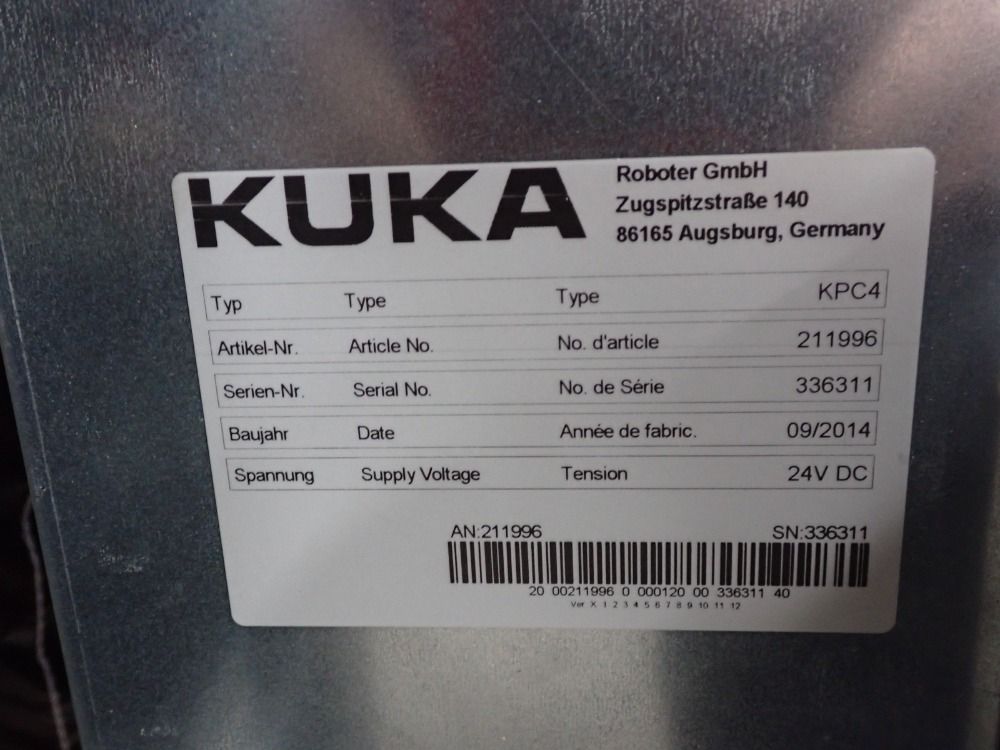 KUKA
Roboter GmbH
Zugspitzstraße 140
86165 Augsburg, Germany
Typ Type Type KPC4
Artikel-Nr. Article No. No. d'article 211996
Serien-Nr. Serial No. No. de Série 336311
Baujahr Date Année de fabric. 09/2014
Spannung Supply Voltage Tension 24V DC
AN:211996 SN:336311
20 00211996 0 000120 00 336311 40
Ver X 1 2 3 4 5 6 7 8 9 10 11 12